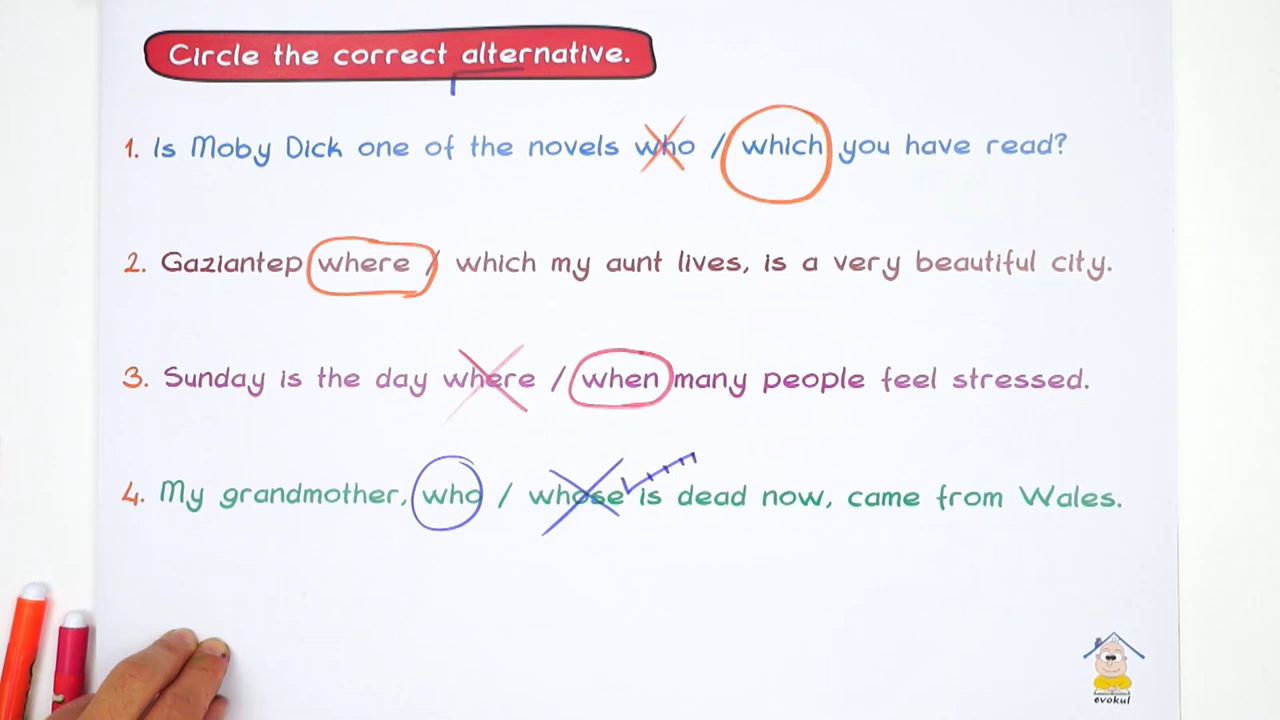 Circle the correct alternative.
1. Is Moby Dick one of the novels who / which you have read?
2. Gaziantep where / which my aunt lives, is a very beautiful city.
3. Sunday is the day where / when many people feel stressed.
4. My grandmother, who / whose is dead now, came from Wales.
evokul